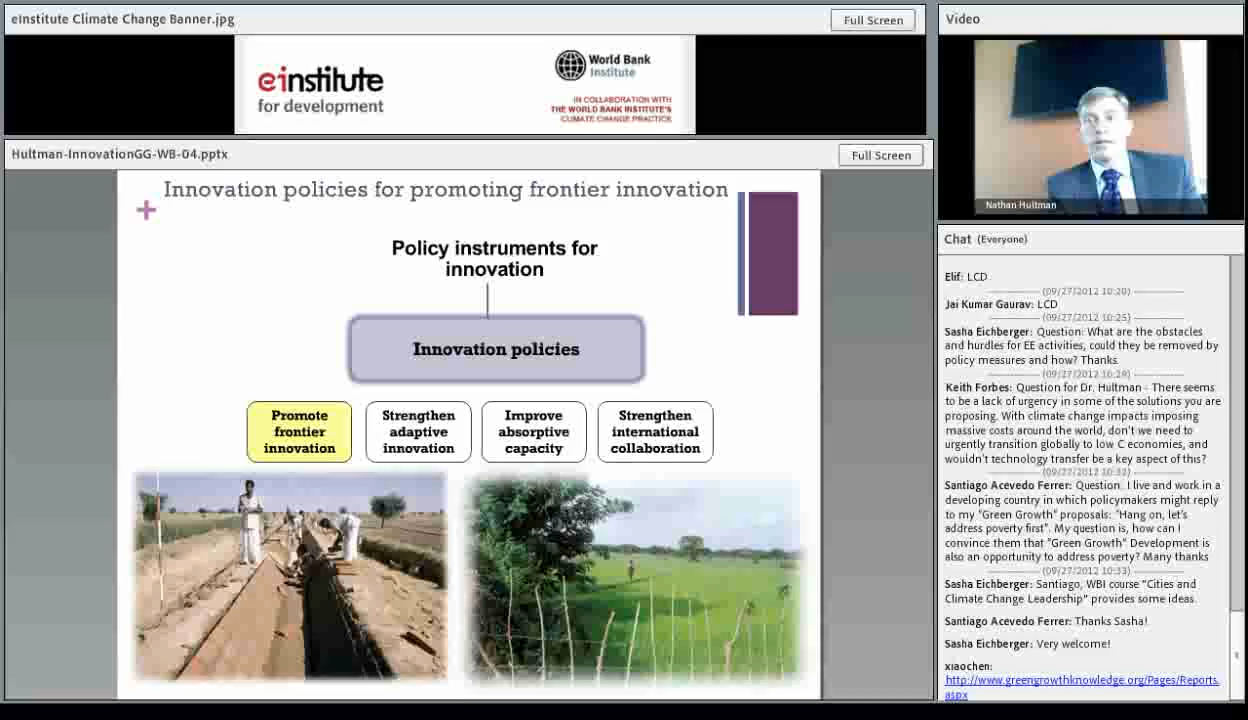 eInstitute Climate Change Banner.jpg
Full Screen
einstitute
for development
World Bank
Institute
IN COLLABORATION WITH
THE WORLD BANK INSTITUTE'S
CLIMATE CHANGE PRACTICE
Hultman-InnovationGG-WB-04.pptx
Full Screen
Innovation policies for promoting frontier innovation
+
Policy instruments for
innovation
Innovation policies
Promote
frontier
innovation
Strengthen
adaptive
innovation
Improve
absorptive
capacity
Strengthen
international
collaboration
Video
Nathan Hultman
Chat (Everyone)
Elif: LCD
(09/27/2012 10:20)
Jai Kumar Gaurav: LCD
(09/27/2012 10:25)
Sasha Eichberger: Question: What are the obstacles
and hurdles for EE activities, could they be removed by
policy measures and how? Thanks.
(09/27/2012 10:29)
Keith Forbes: Question for Dr. Hultman - There seems
to be a lack of urgency in some of the solutions you are
proposing. With climate change impacts imposing
massive costs around the world, don't we need to
urgently transition globally to low C economies, and
wouldn't technology transfer be a key aspect of this?
(09/27/2012 10:32)
Santiago Acevedo Ferrer: Question. I live and work in a
developing country in which policymakers might reply
to my "Green Growth" proposals: "Hang on, let's
address poverty first". My question is, how can I
convince them that "Green Growth" Development is
also an opportunity to address poverty? Many thanks
(09/27/2012 10:33)
Sasha Eichberger: Santiago, WBI course "Cities and
Climate Change Leadership" provides some ideas.
Santiago Acevedo Ferrer: Thanks Sasha!
Sasha Eichberger: Very welcome!
xiaochen:
http://www.greengrowthknowledge.org/Pages/Reports.
aspx